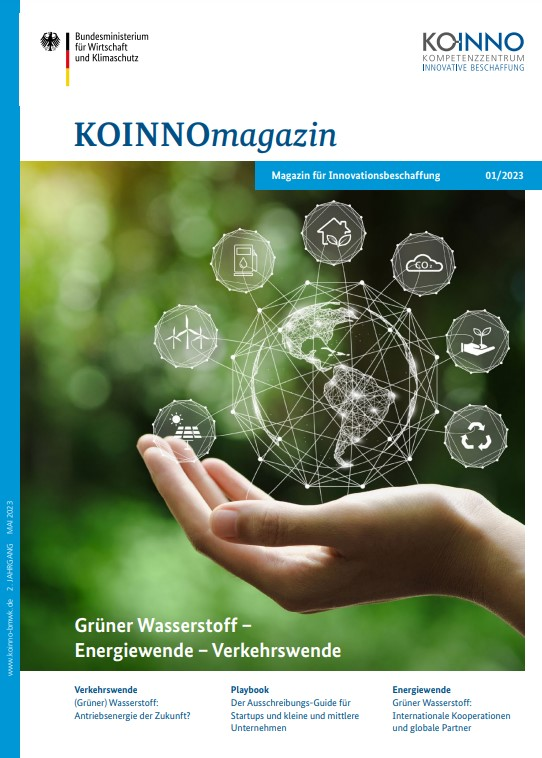 Bundesministerium
für Wirtschaft
und Klimaschutz
KOINNO
KOMPETENZZENTRUM
INNOVATIVE BESCHAFFUNG
KOINNOmagazin
Magazin für Innovationsbeschaffung 01/2023
CO₂
www.koinno-bmwk.de 2. JAHRGANG MAI 2023
Grüner Wasserstoff –
Energiewende – Verkehrswende
Verkehrswende
(Grüner) Wasserstoff:
Antriebsenergie der Zukunft?
Playbook
Der Ausschreibungs-Guide für
Startups und kleine und mittlere
Unternehmen
Energiewende
Grüner Wasserstoff:
Internationale Kooperationen
und globale Partner